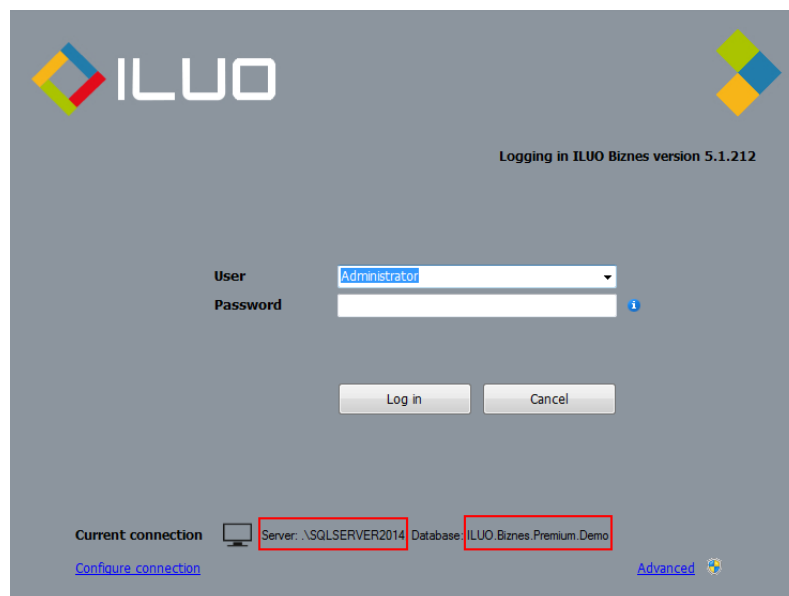 ILUO
Logging in ILUO Biznes version 5.1.212
User Administrator
Password
Log in Cancel
Current connection Server: .\SQLSERVER2014 Database: ILUO.Biznes.Premium.Demo
Configure connection Advanced